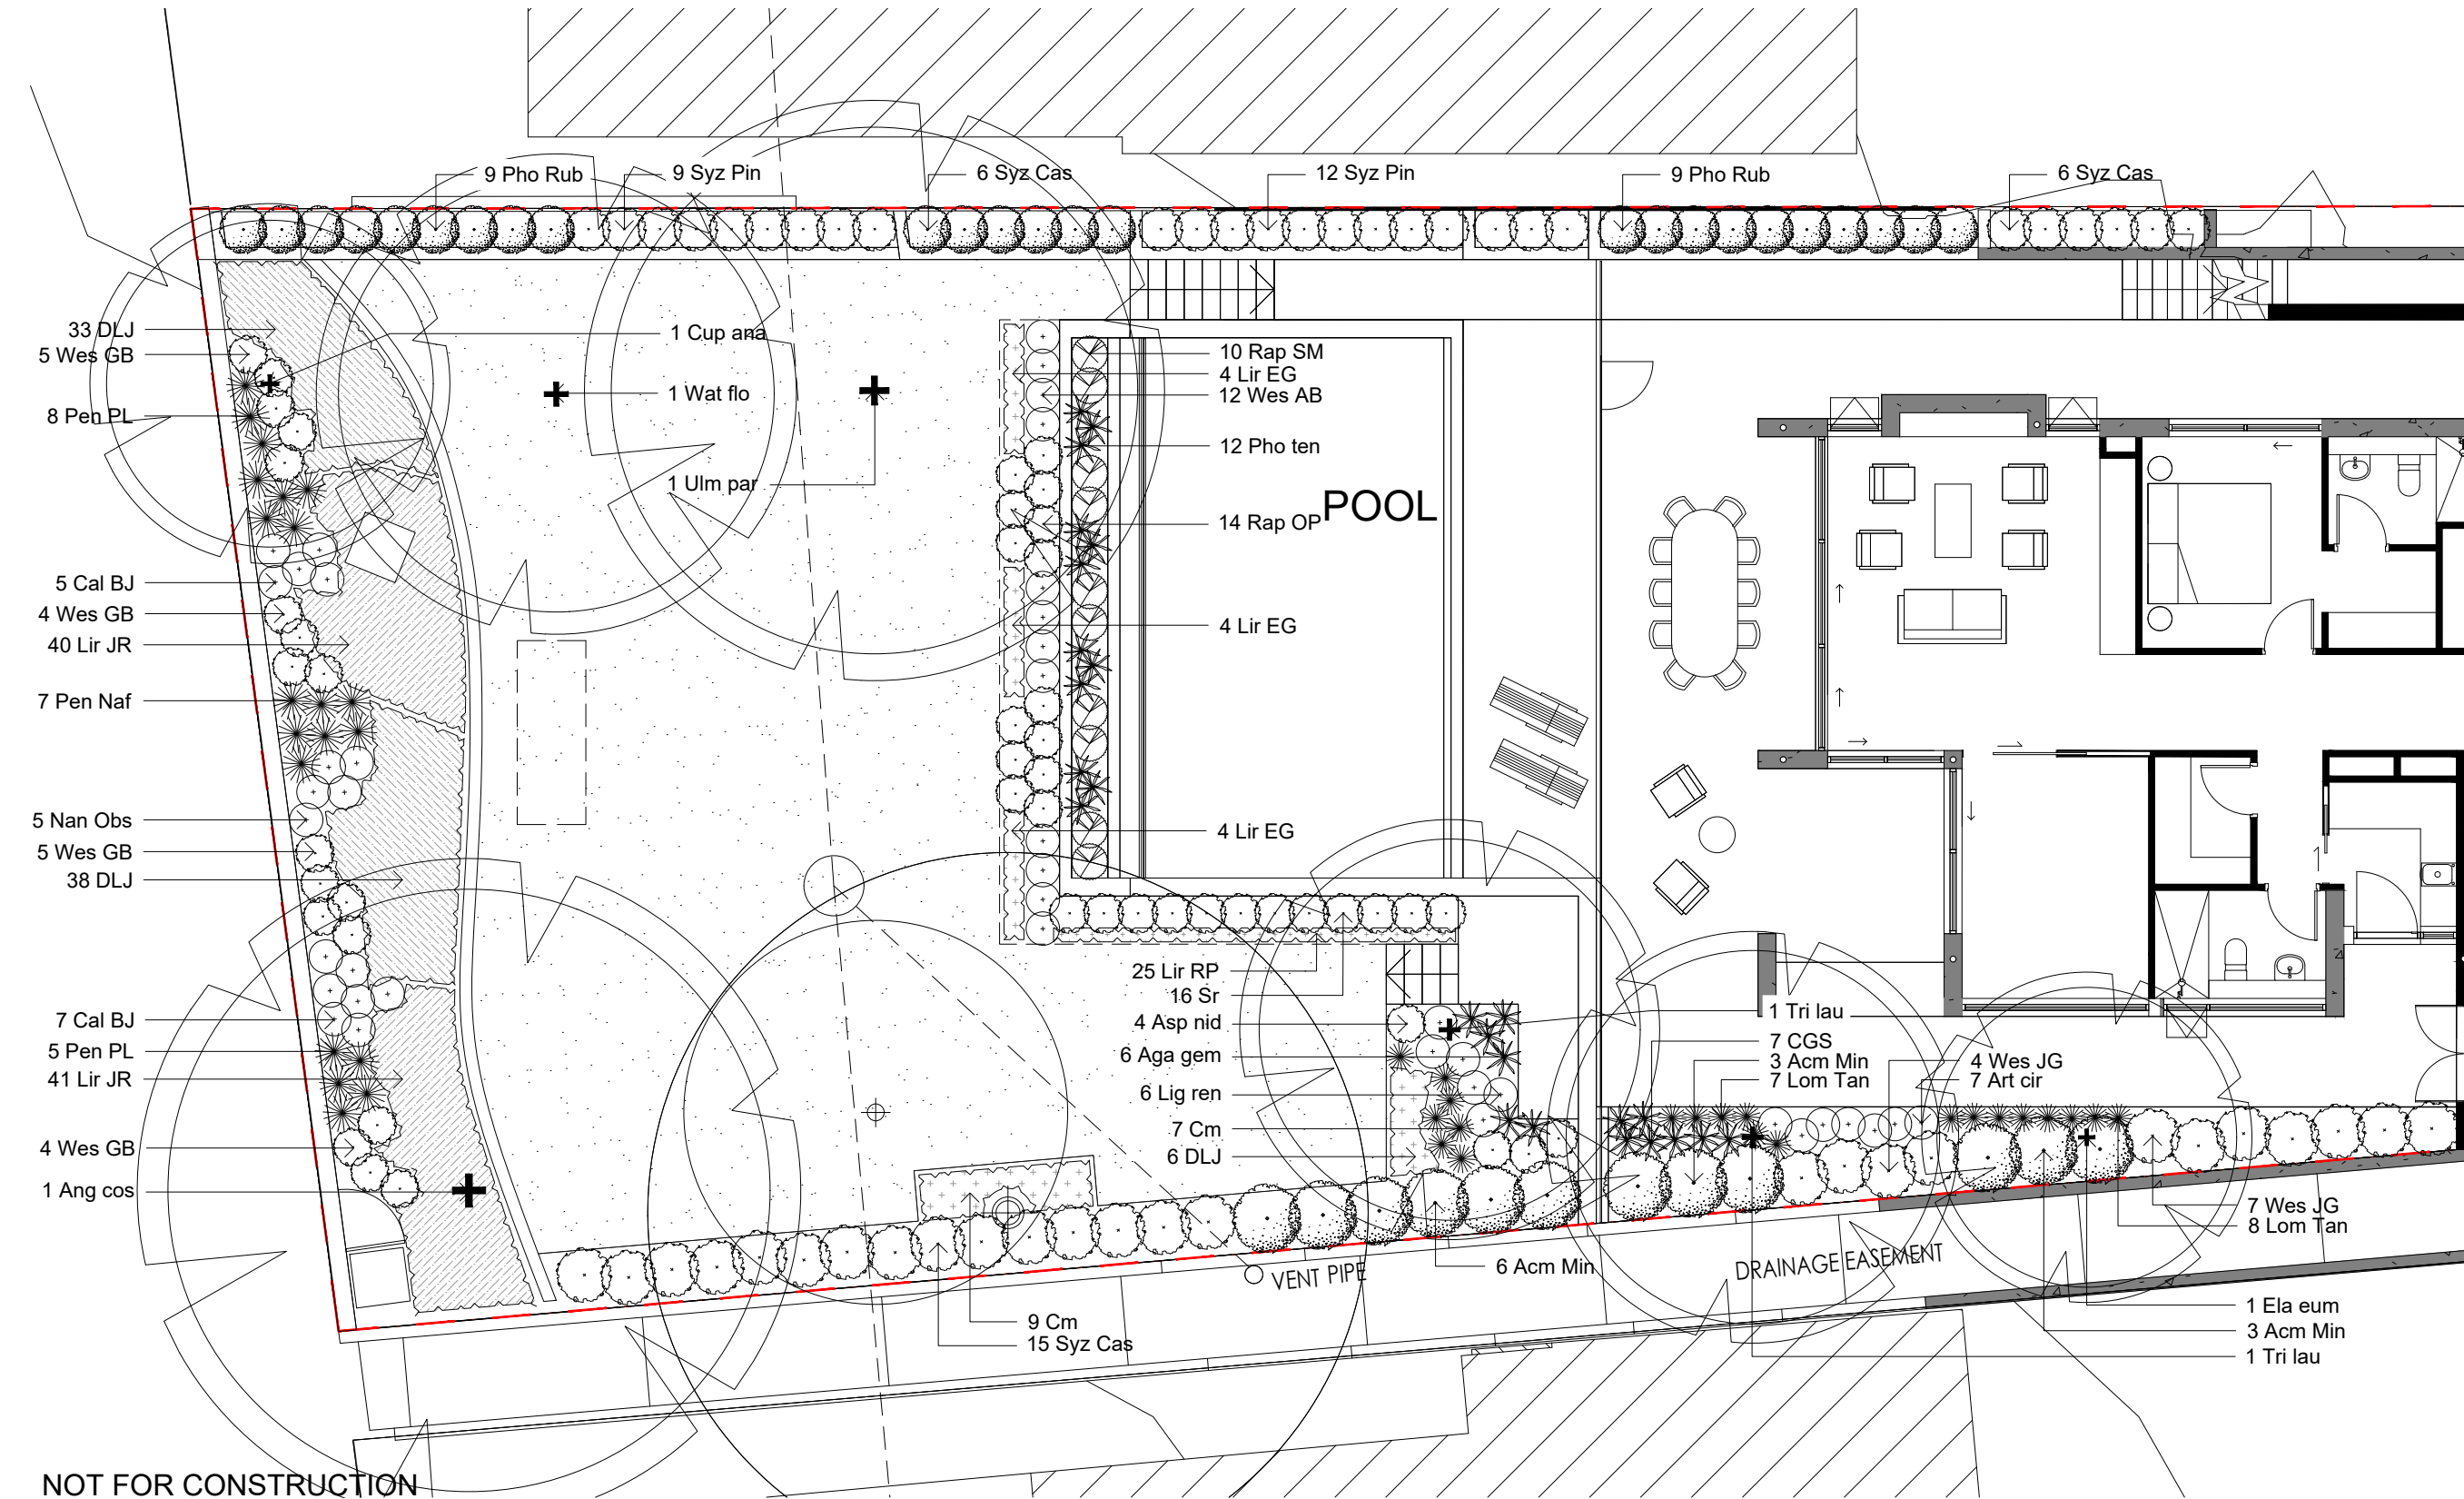 9 Pho Rub
9 Syz Pin
6 Syz Cas
12 Syz Pin
9 Pho Rub
6 Syz Cas
33 DLJ
5 Wes GB
8 Pen PL
5 Cal BJ
4 Wes GB
40 Lir JR
7 Pen Naf
5 Nan Obs
5 Wes GB
38 DLJ
7 Cal BJ
5 Pen PL
41 Lir JR
4 Wes GB
1 Ang cos
1 Cup ana
1 Wat flo
1 Ulm par
10 Rap SM
4 Lir EG
12 Wes AB
12 Pho ten
14 Rap OP
POOL
4 Lir EG
4 Lir EG
25 Lir RP
16 Sr
4 Asp nid
6 Aga gem
6 Lig ren
7 Cm
6 DLJ
1 Tri lau
7 CGS
3 Acm Min
7 Lom Tan
4 Wes JG
7 Art cir
7 Wes JG
8 Lom Tan
6 Acm Min
VENT PIPE
DRAINAGE EASEMENT
1 Ela eum
3 Acm Min
1 Tri lau
9 Cm
15 Syz Cas
NOT FOR CONSTRUCTION